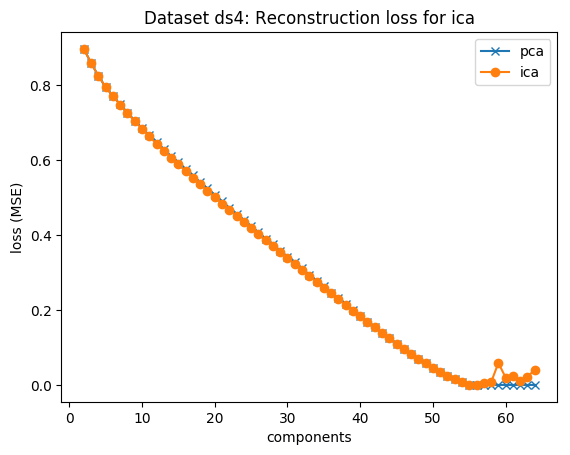 Dataset ds4: Reconstruction loss for ica
pca
ica
loss (MSE)
0.8
0.6
0.4
0.2
0.0
0
10
20
30
40
50
60
components